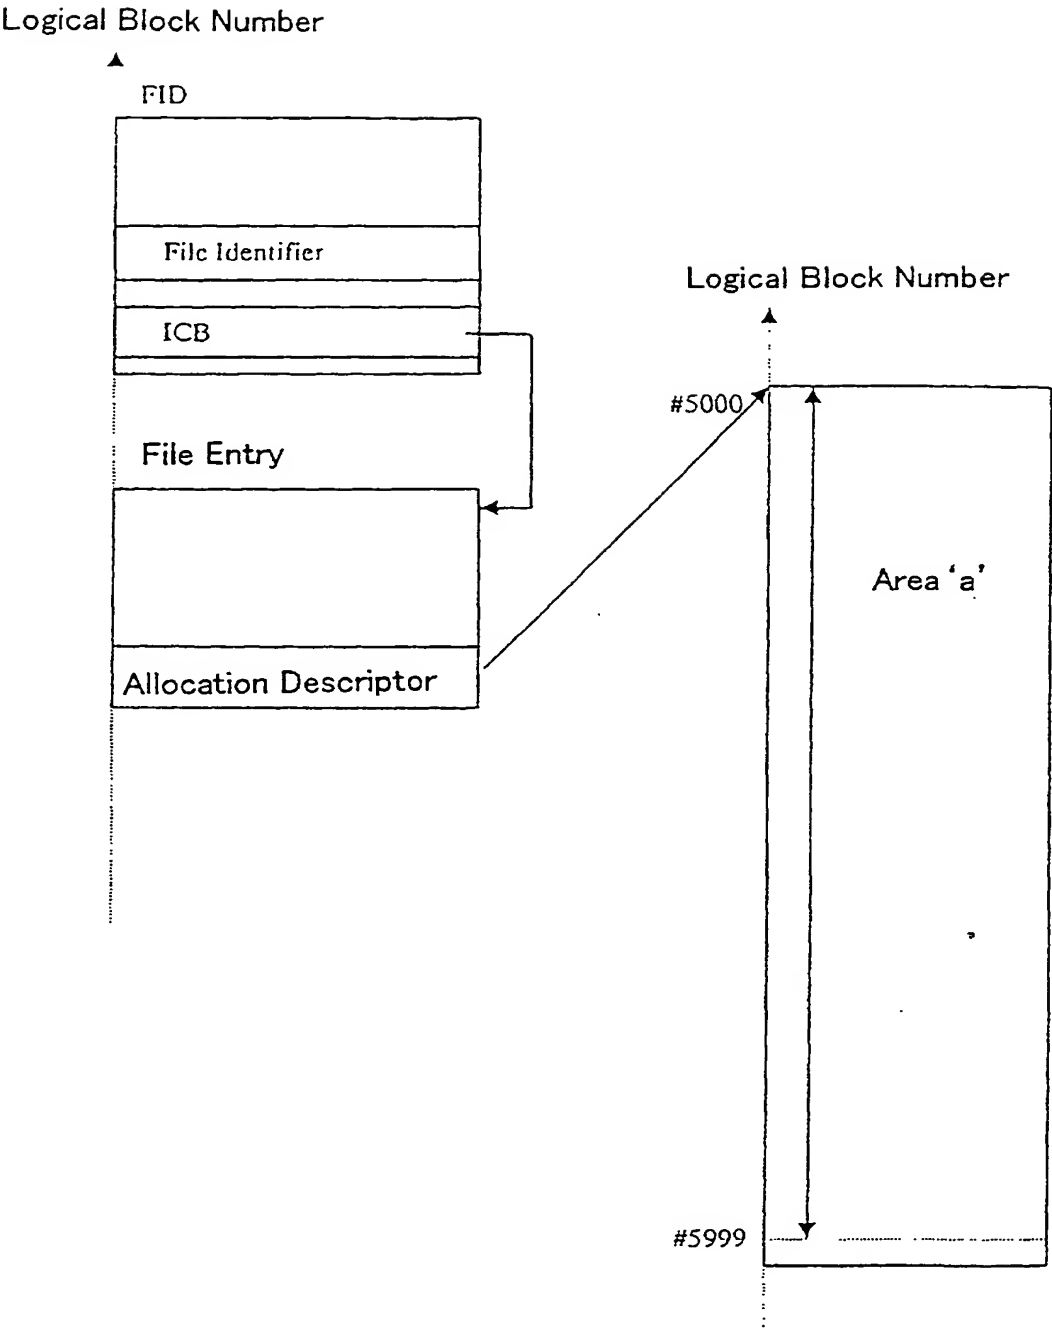 Logical Block Number
FID
File Identifier
ICB
File Entry
Allocation Descriptor
Logical Block Number
#5000
Area 'a'
#5999